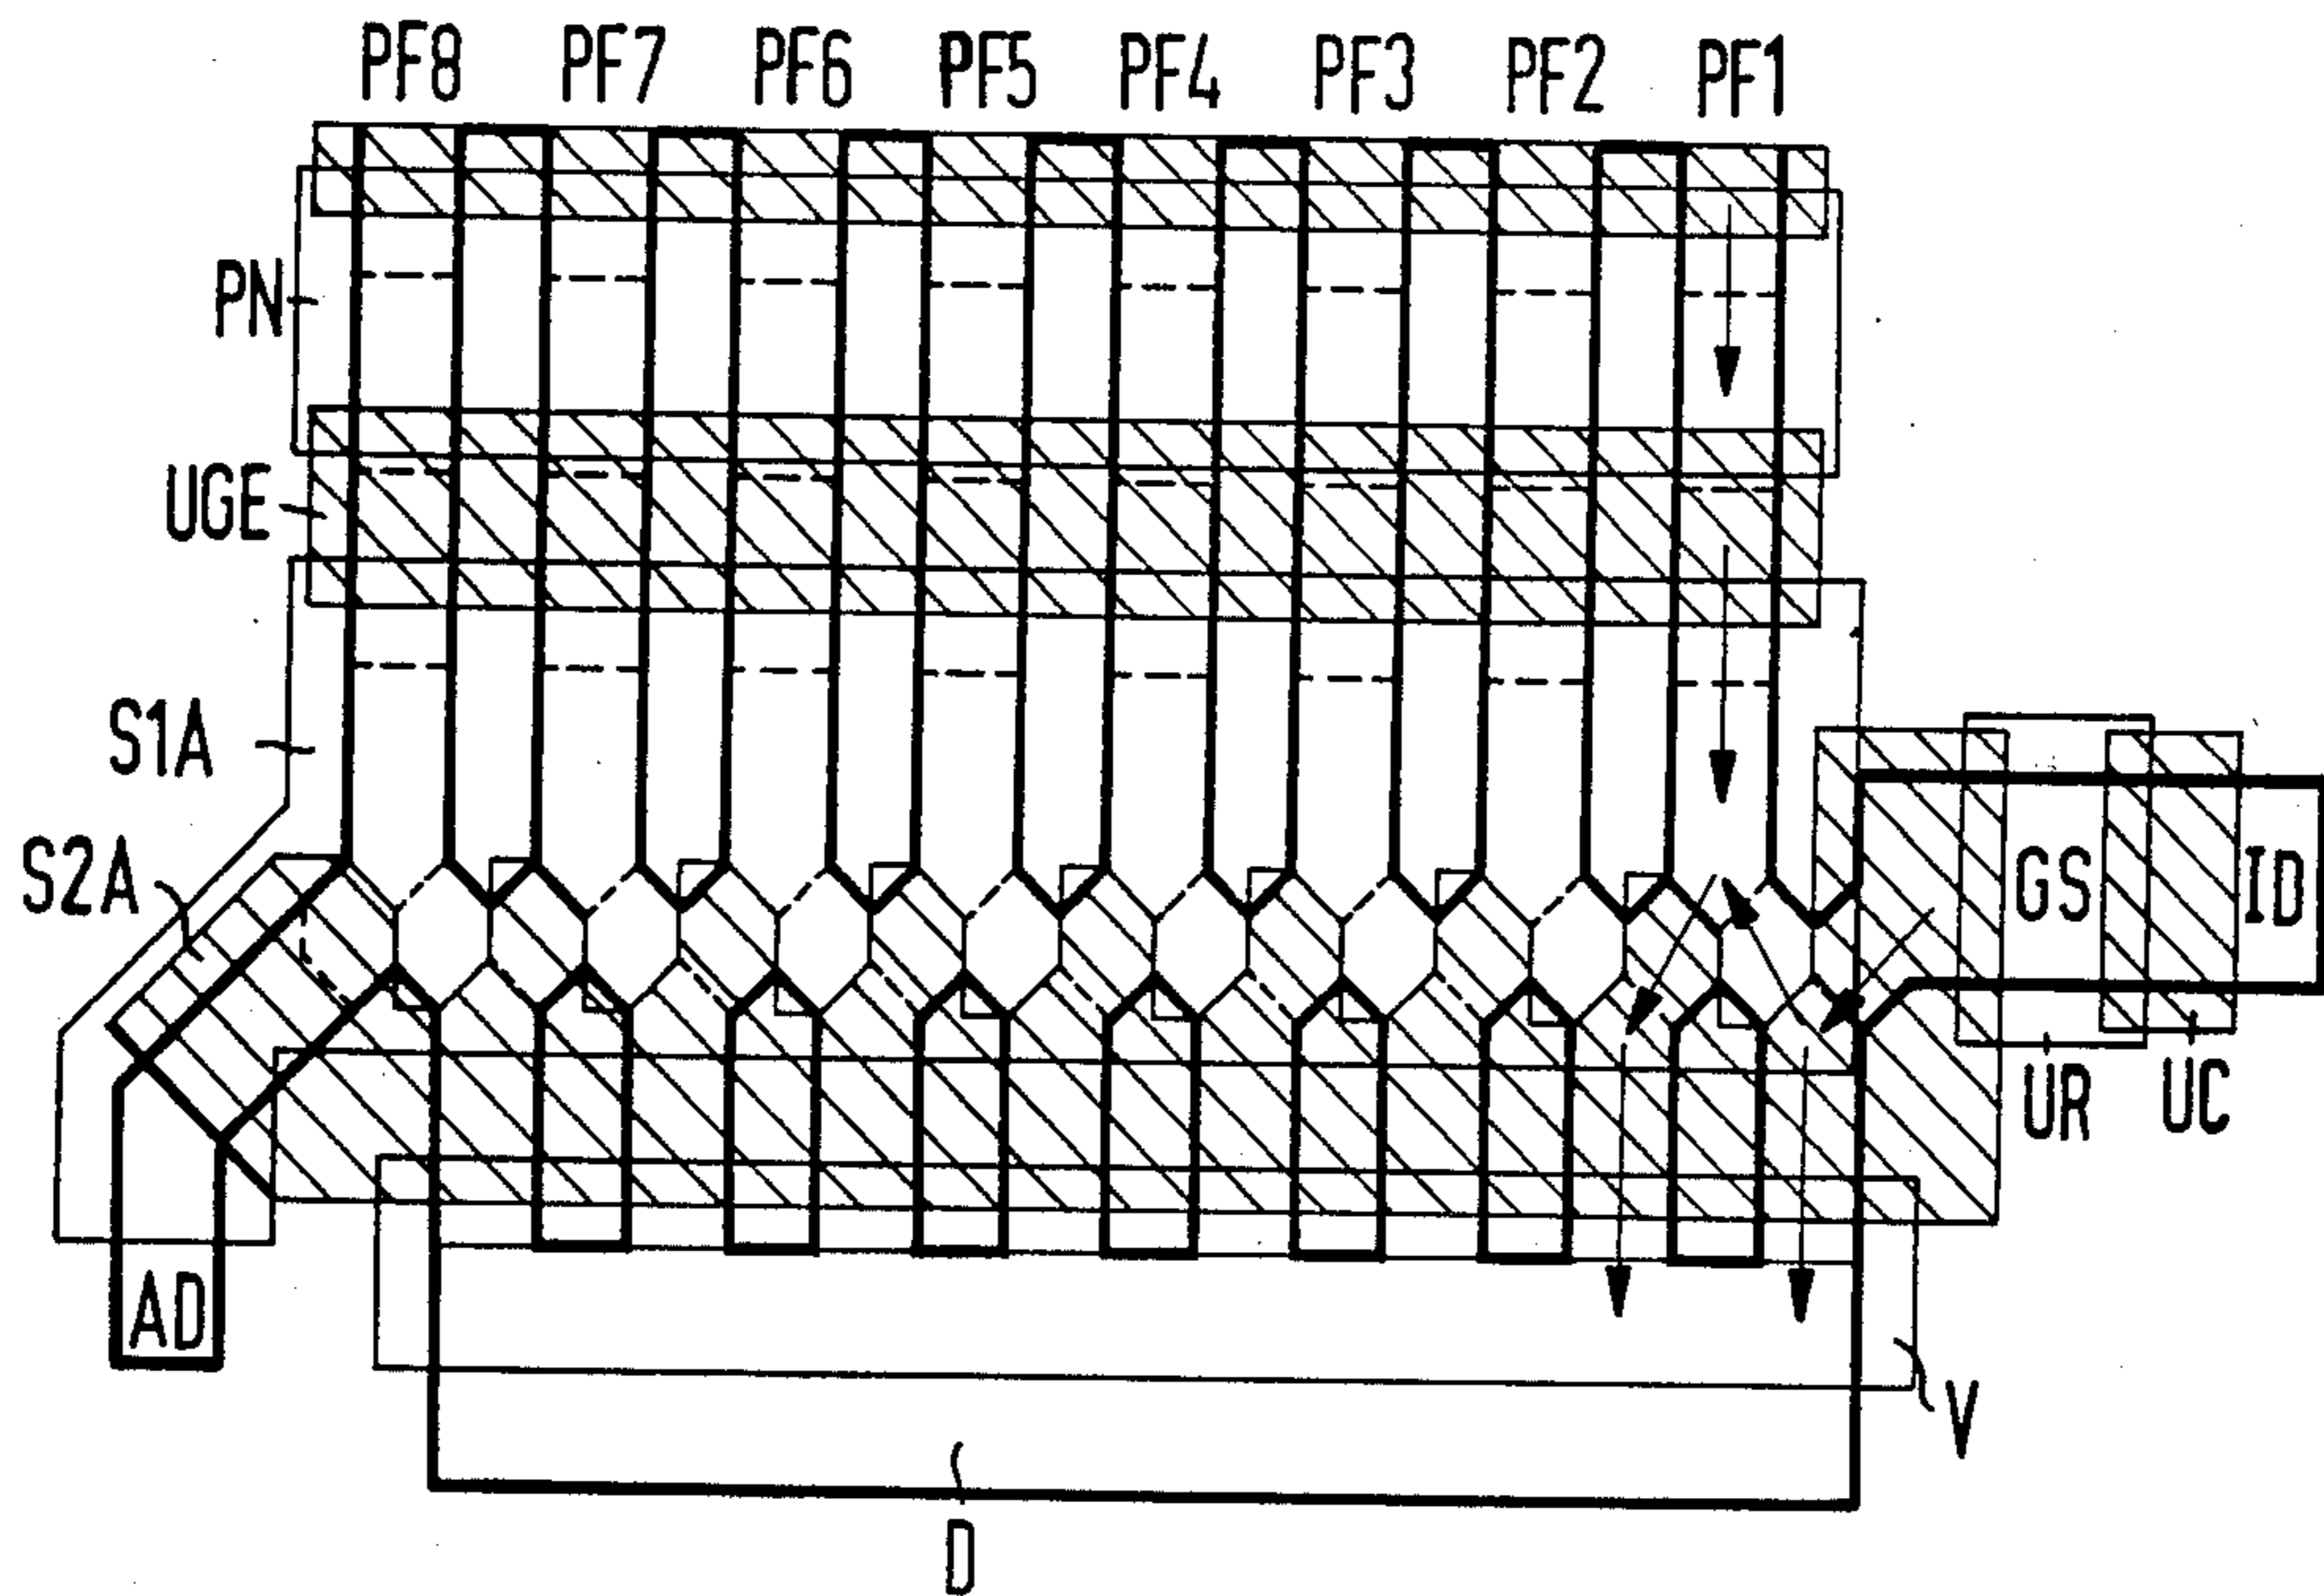 PF8 PF7 PF6 PF5 PF4 PF3 PF2 PF1
PN
UGE
S1A
S2A
GS
ID
UR
UC
AD
V
D